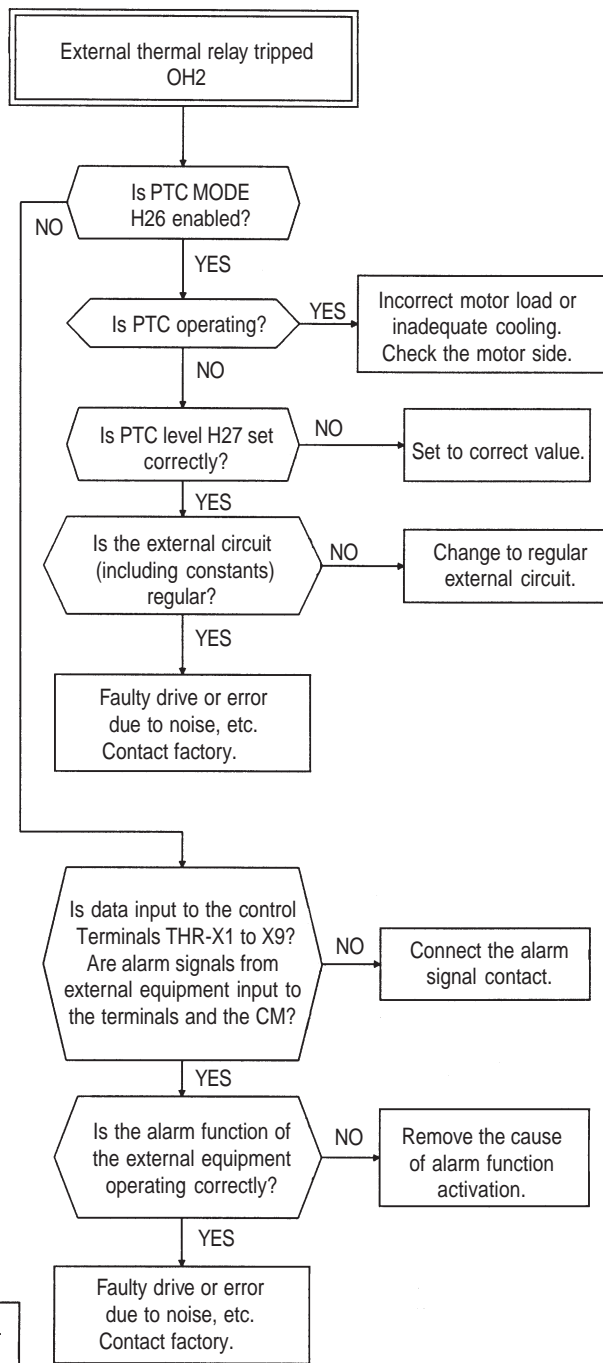 External thermal relay tripped
OH2
Is PTC MODE
H26 enabled?
NO
YES
Is PTC operating?
YES
Incorrect motor load or
inadequate cooling.
Check the motor side.
NO
Is PTC level H27 set
correctly?
NO
Set to correct value.
YES
Is the external circuit
(including constants)
regular?
NO
Change to regular
external circuit.
YES
Faulty drive or error
due to noise, etc.
Contact factory.
Is data input to the control
Terminals THR-X1 to X9?
Are alarm signals from
external equipment input to
the terminals and the CM?
NO
Connect the alarm
signal contact.
YES
Is the alarm function of
the external equipment
operating correctly?
NO
Remove the cause
of alarm function
activation.
YES
Faulty drive or error
due to noise, etc.
Contact factory.